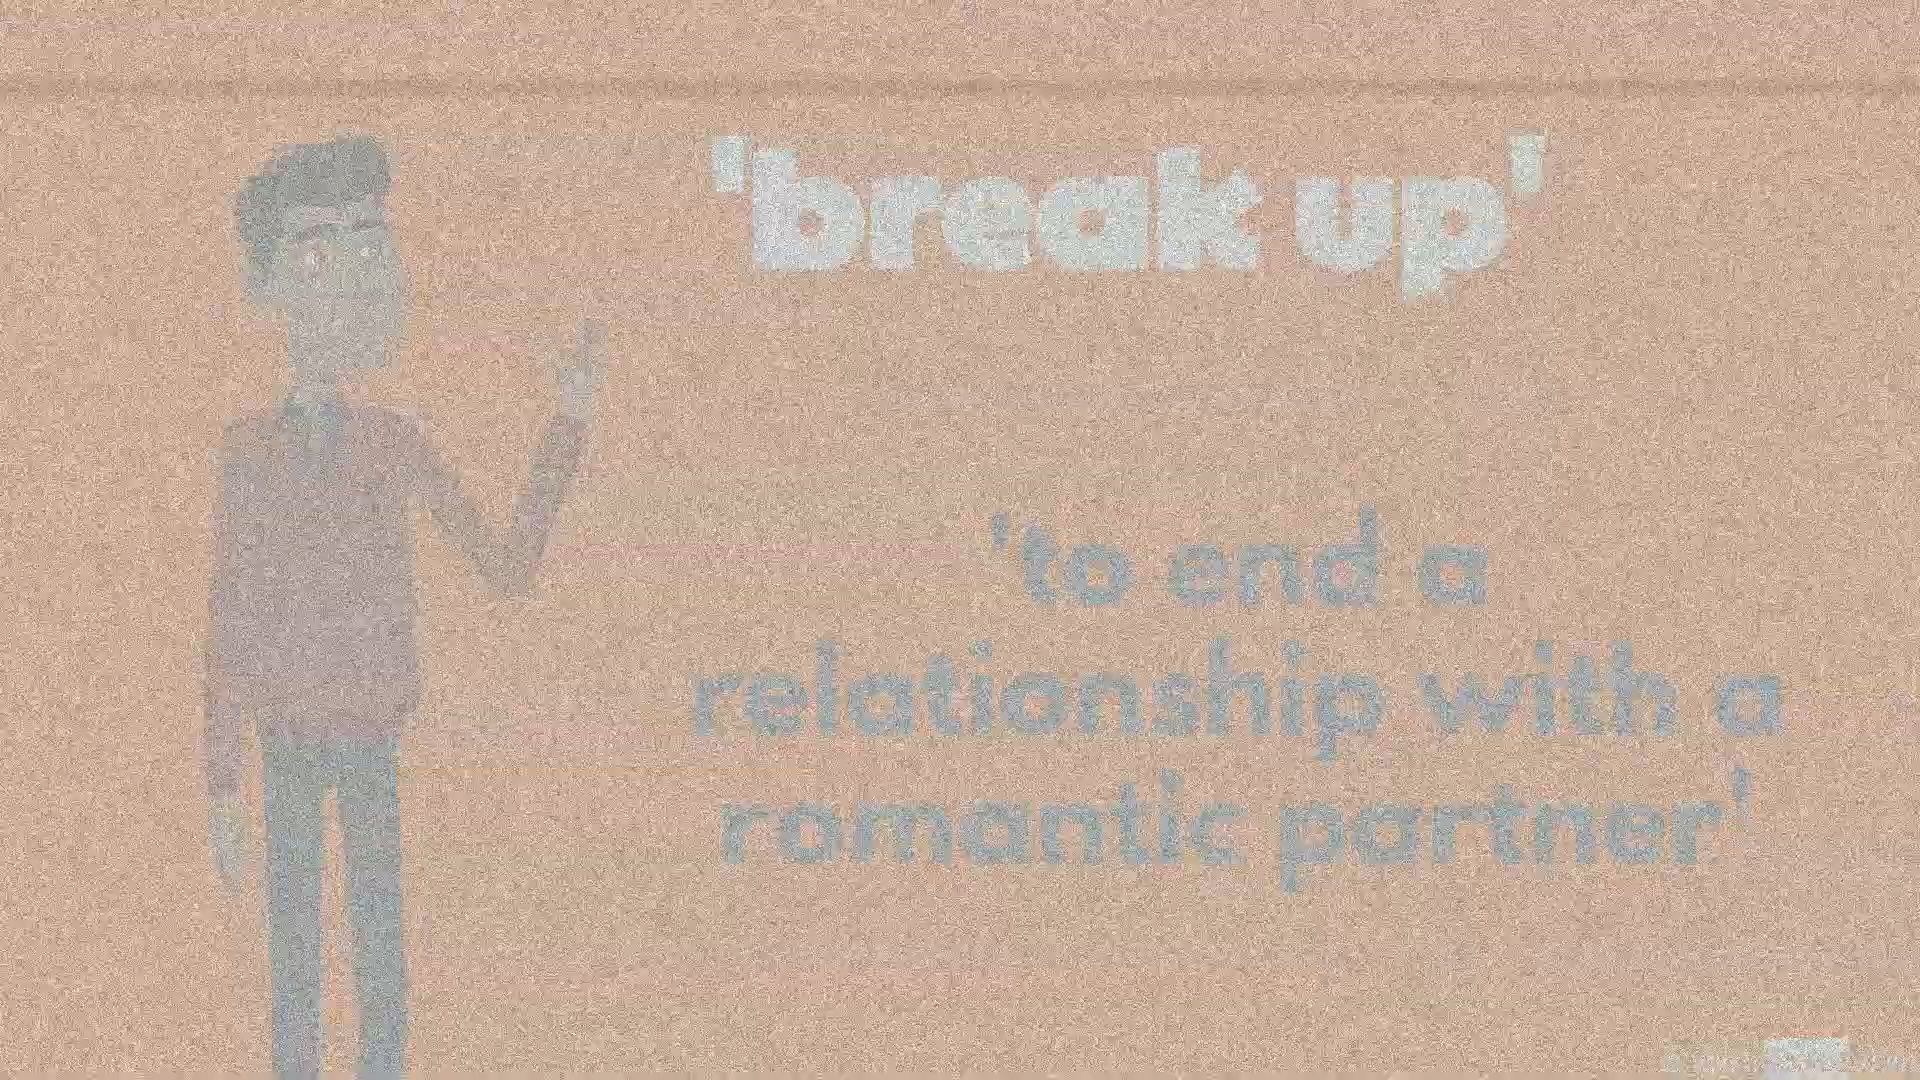 'break up'
'to end a
relationship with a
romantic partner'